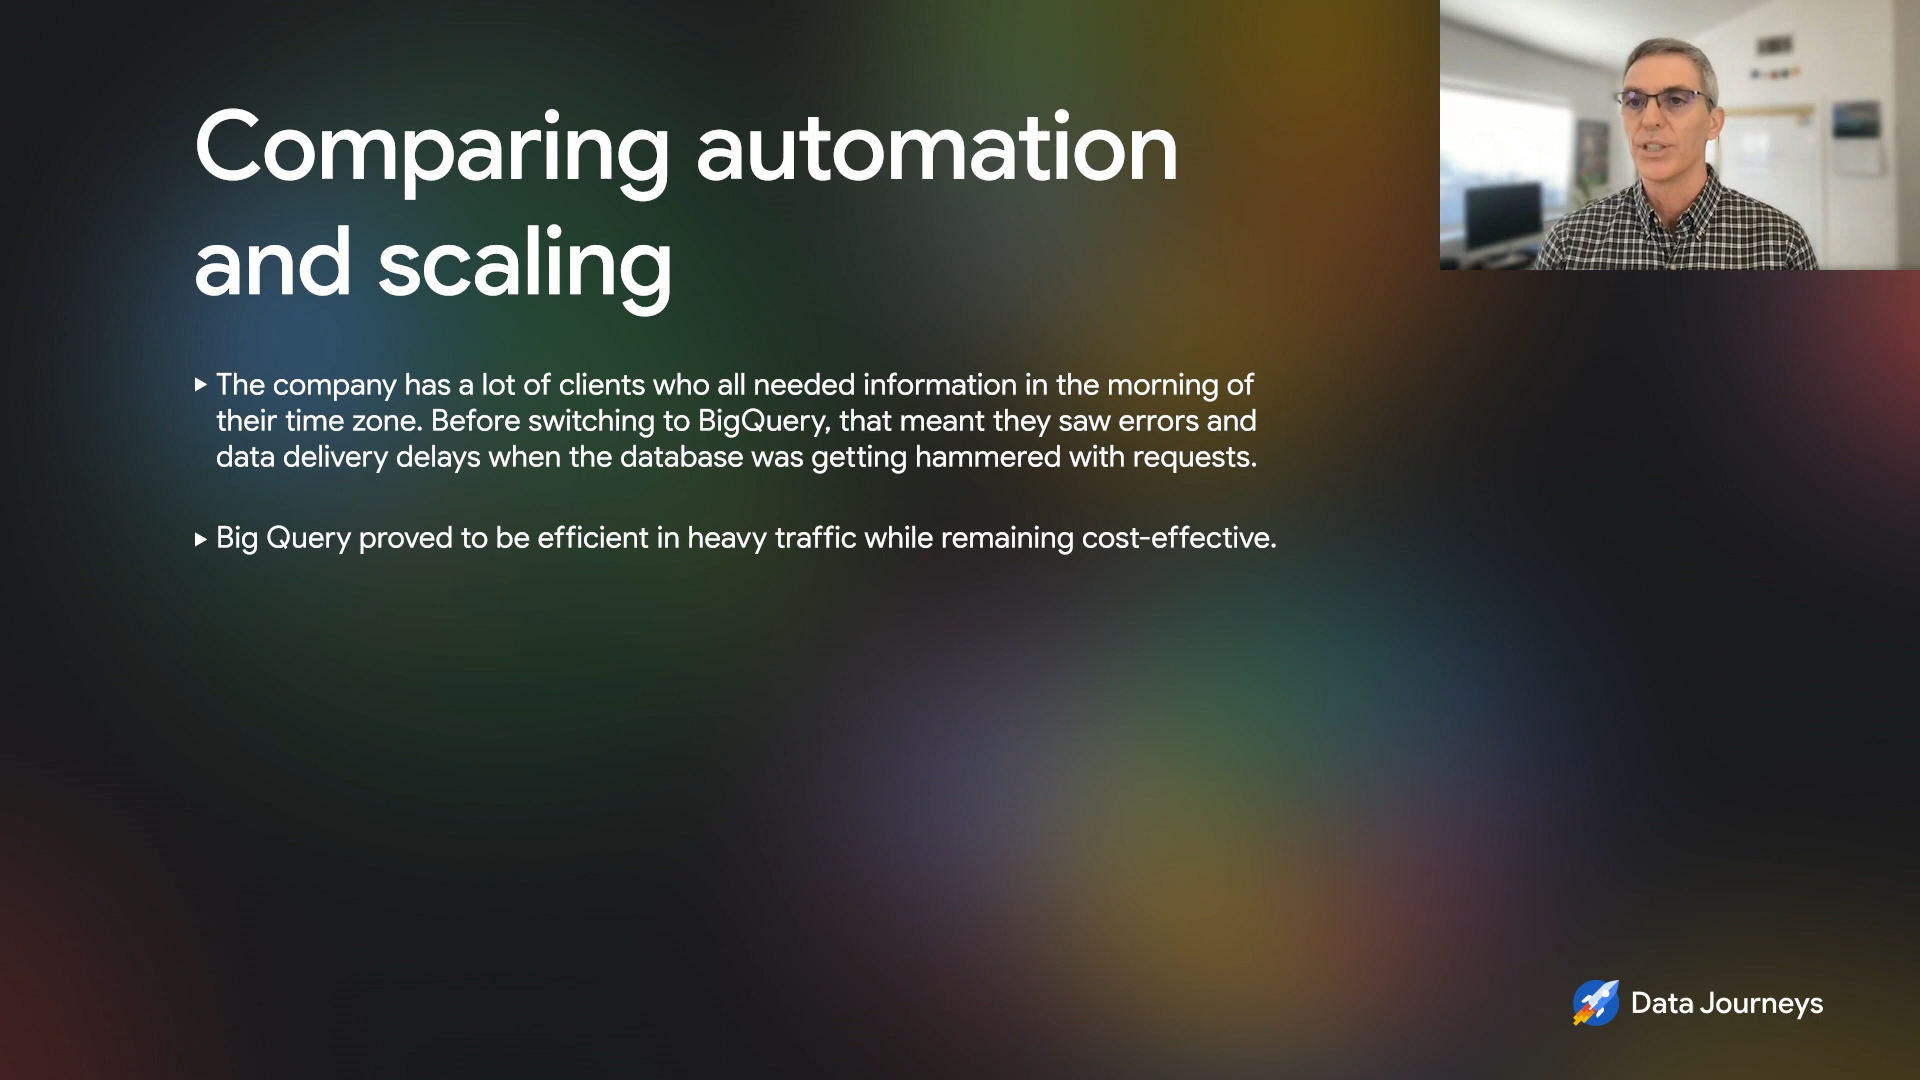 Comparing automation
and scaling
▸ The company has a lot of clients who all needed information in the morning of
their time zone. Before switching to BigQuery, that meant they saw errors and
data delivery delays when the database was getting hammered with requests.
▸ Big Query proved to be efficient in heavy traffic while remaining cost-effective.
Data Journeys